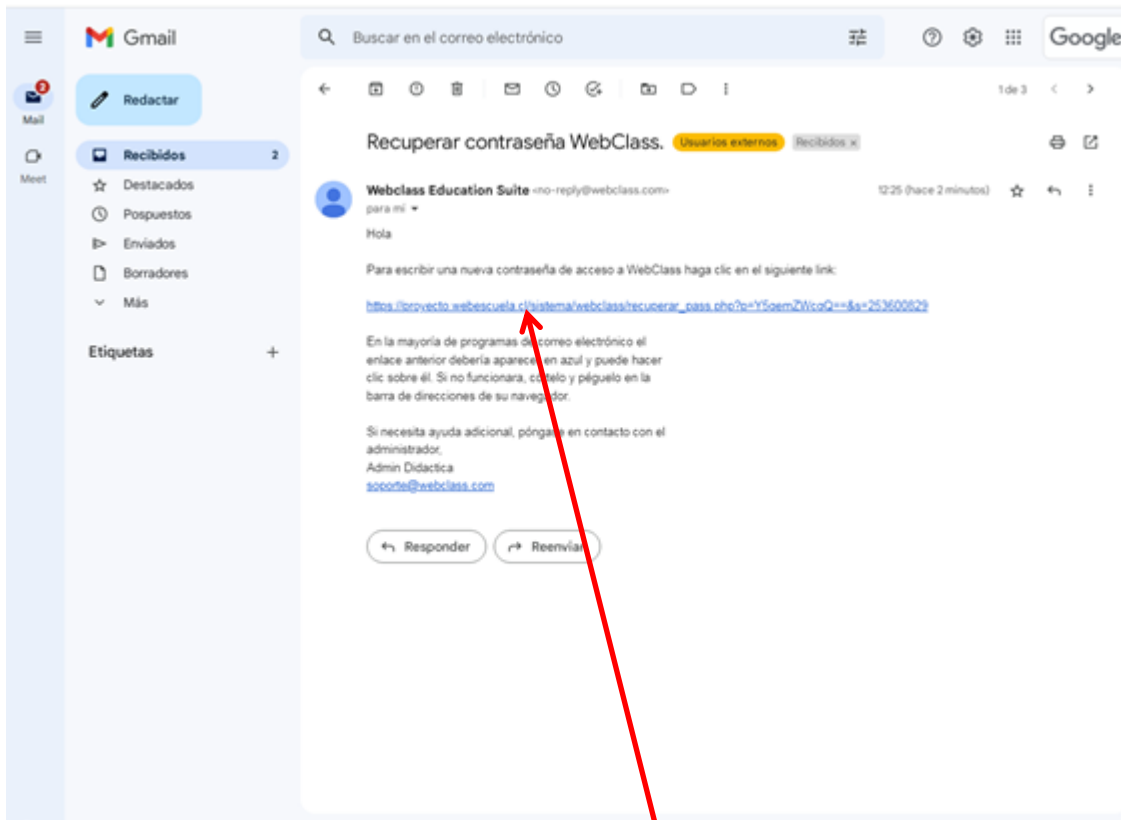 Gmail
Buscar en el correo electrónico
Google
2
Mail
Meet
Redactar
Recibidos 2
Destacados
Pospuestos
Enviados
Borradores
Más
Etiquetas +
1 de 3
Recuperar contraseña WebClass. Usuarios externos Recibidos x
Webclass Education Suite <no-reply@webclass.com> 12:25 (hace 2 minutos)
para mí
Hola
Para escribir una nueva contraseña de acceso a WebClass haga clic en el siguiente link:
https://proyecto.webescuela.cl/sistema/webclass/recuperar_pass.php?p=Y5qemZWcoQ==&s=253600829
En la mayoría de programas de correo electrónico el
enlace anterior debería aparecer en azul y puede hacer
clic sobre él. Si no funcionara, córtelo y péguelo en la
barra de direcciones de su navegador.
Si necesita ayuda adicional, póngase en contacto con el
administrador,
Admin Didactica
soporte@webclass.com
Responder
Reenviar